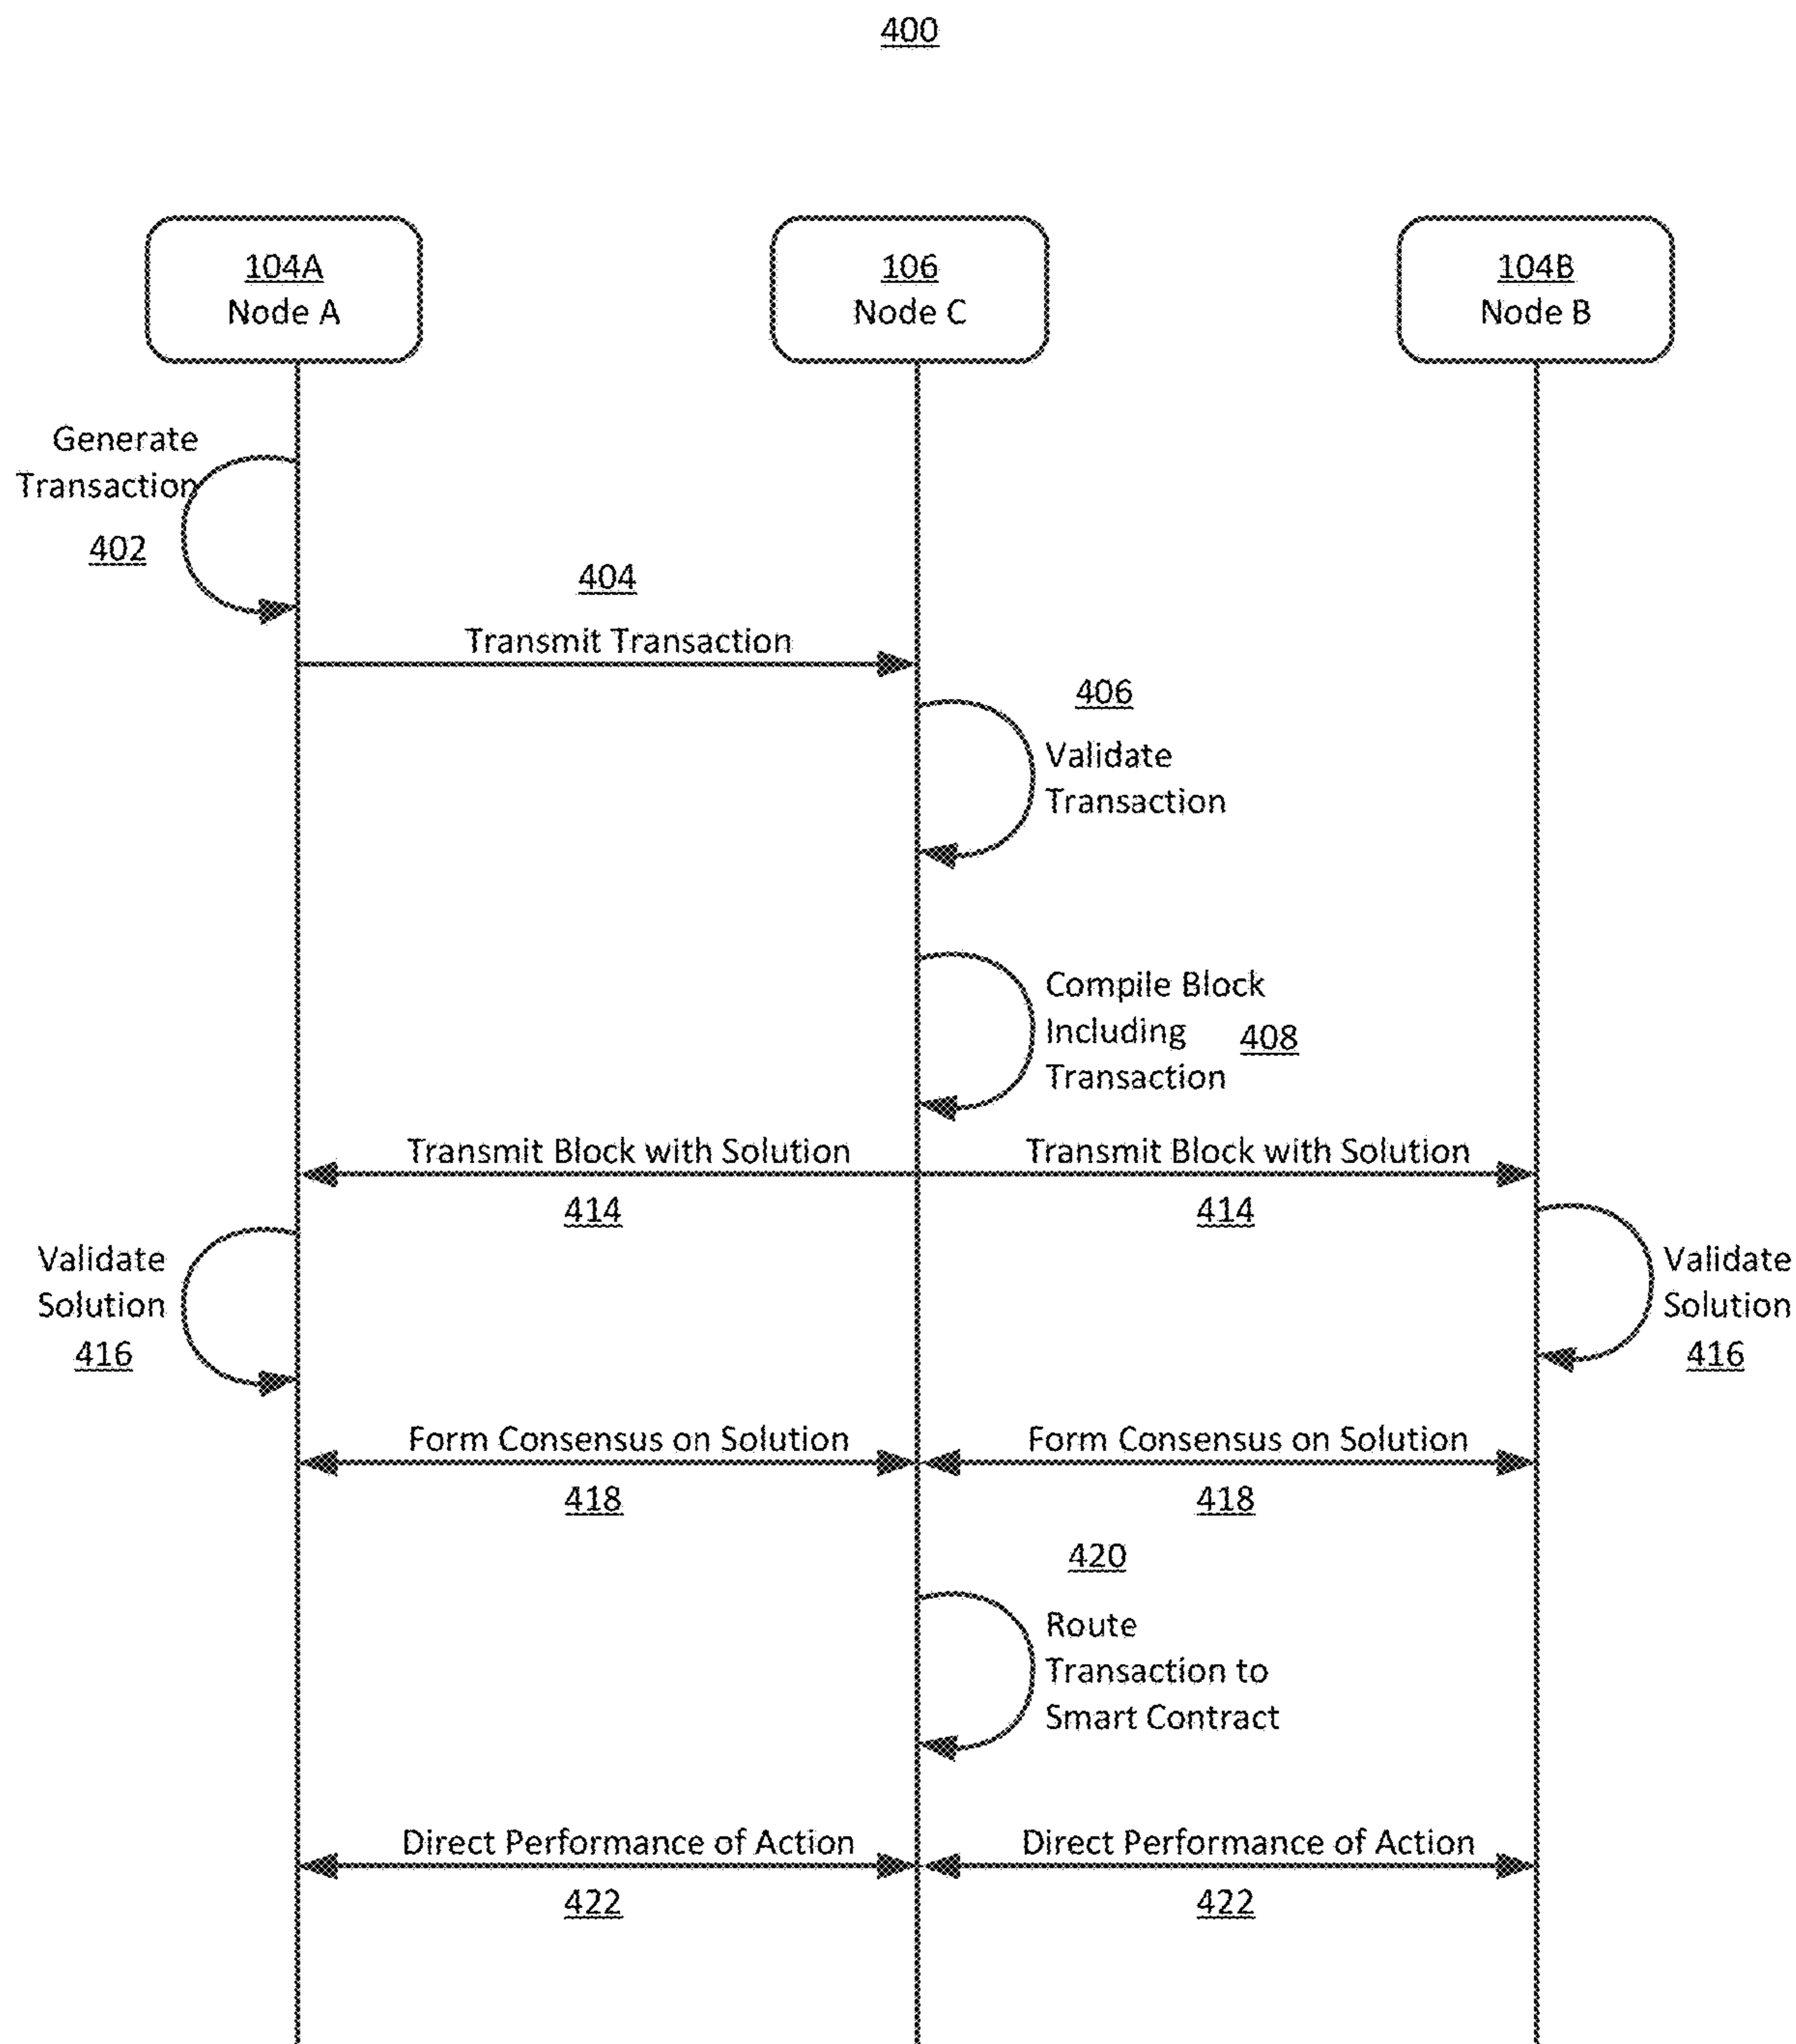 400
104A
Node A
106
Node C
104B
Node B
Generate
Transaction
402
404
Transmit Transaction
406
Validate
Transaction
Compile Block
Including
408
Transaction
Transmit Block with Solution
Transmit Block with Solution
414
414
Validate
Solution
416
Validate
Solution
416
Form Consensus on Solution
Form Consensus on Solution
418
418
420
Route
Transaction to
Smart Contract
Direct Performance of Action
Direct Performance of Action
422
422